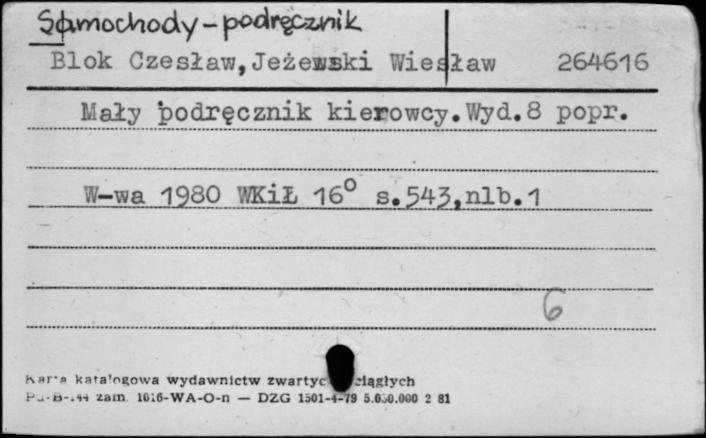 Samochody-podręcznik
Blok Czesław, Jeżewski Wiesław 264616
Mały podręcznik kierowcy. Wyd. 8 popr.
W-wa 1980 WKiŁ 16° s. 543, nlb. 1
6
Karta katalogowa wydawnictw zwartych ciągłych
zam. 1016-WA-O-n — DZG 1501-4-79 5.000.000 2 81